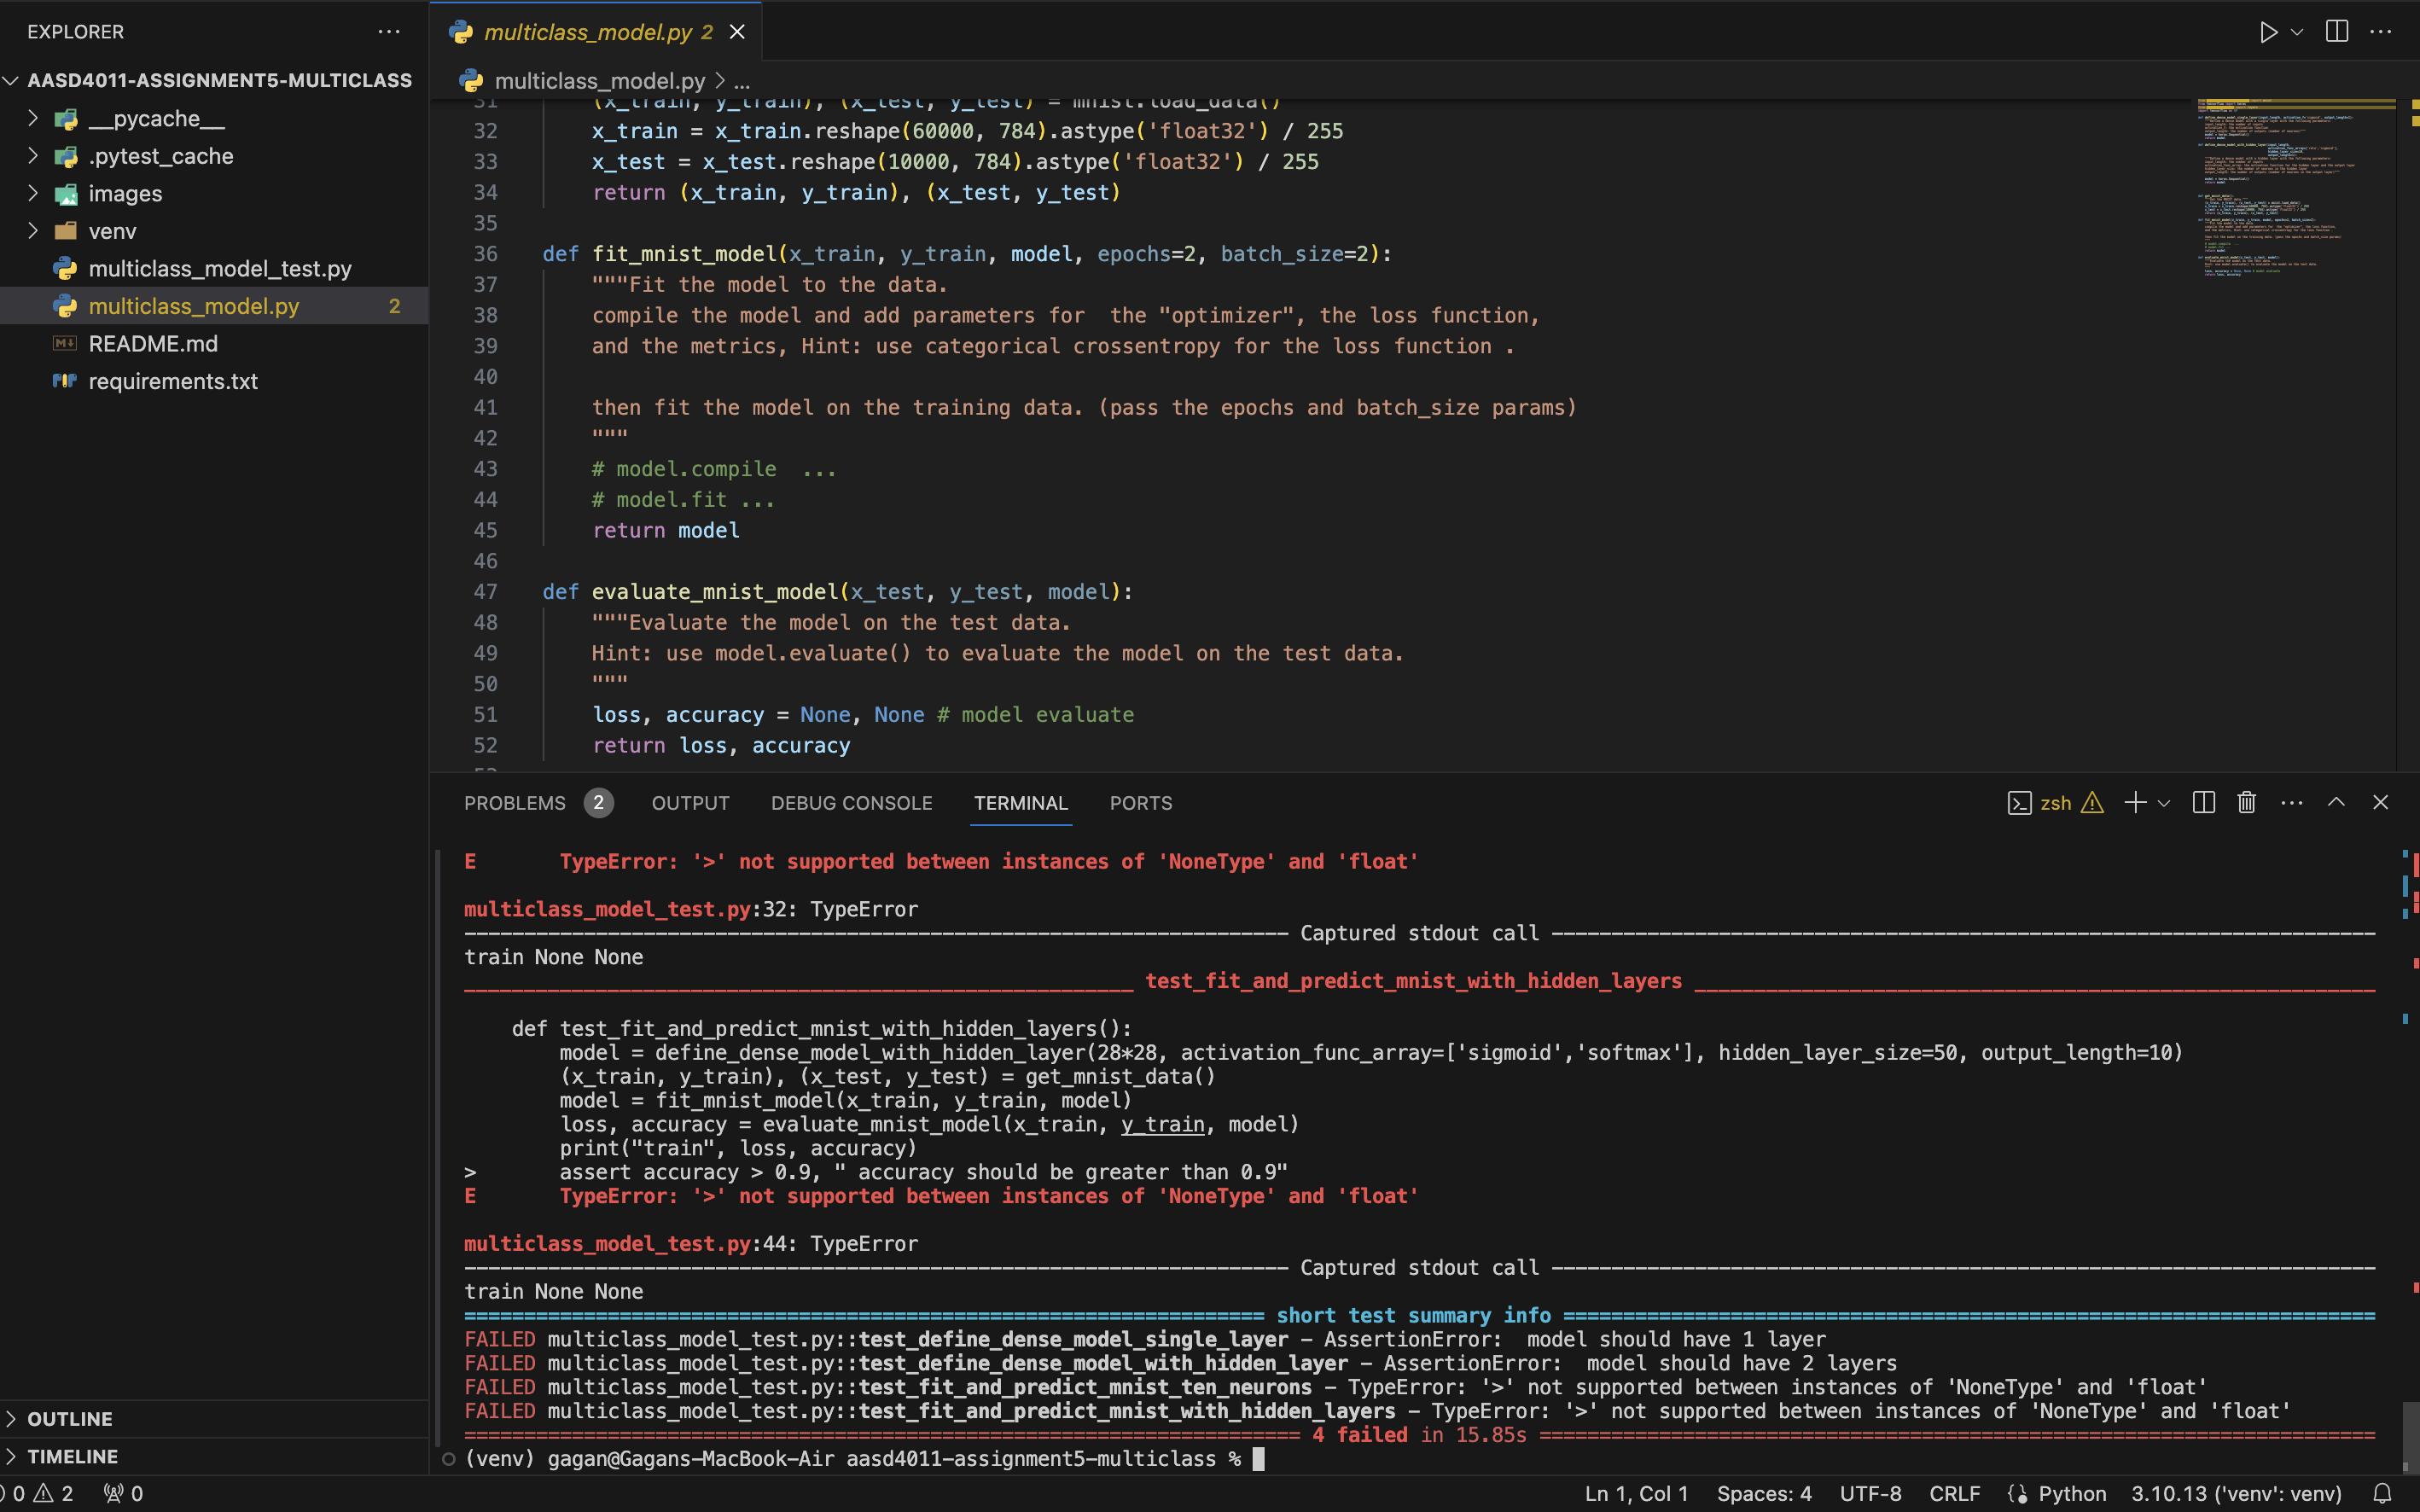 EXPLORER
AASD4011-ASSIGNMENT5-MULTICLASS
__pycache__
.pytest_cache
images
venv
multiclass_model_test.py
multiclass_model.py 2
README.md
requirements.txt
OUTLINE
TIMELINE
multiclass_model.py 2
multiclass_model.py > ...
31 (x_train, y_train), (x_test, y_test) = mnist.load_data()
32 x_train = x_train.reshape(60000, 784).astype('float32') / 255
33 x_test = x_test.reshape(10000, 784).astype('float32') / 255
34 return (x_train, y_train), (x_test, y_test)
35
36 def fit_mnist_model(x_train, y_train, model, epochs=2, batch_size=2):
37 """Fit the model to the data.
38 compile the model and add parameters for  the "optimizer", the loss function,
39 and the metrics, Hint: use categorical crossentropy for the loss function .
40
41 then fit the model on the training data. (pass the epochs and batch_size params)
42 """
43 # model.compile  ...
44 # model.fit ...
45 return model
46
47 def evaluate_mnist_model(x_test, y_test, model):
48 """Evaluate the model on the test data.
49 Hint: use model.evaluate() to evaluate the model on the test data.
50 """
51 loss, accuracy = None, None # model evaluate
52 return loss, accuracy
PROBLEMS 2 OUTPUT DEBUG CONSOLE TERMINAL PORTS
zsh
E TypeError: '>' not supported between instances of 'NoneType' and 'float'
multiclass_model_test.py:32: TypeError
Captured stdout call
train None None
test_fit_and_predict_mnist_with_hidden_layers
def test_fit_and_predict_mnist_with_hidden_layers():
model = define_dense_model_with_hidden_layer(28*28, activation_func_array=['sigmoid','softmax'], hidden_layer_size=50, output_length=10)
(x_train, y_train), (x_test, y_test) = get_mnist_data()
model = fit_mnist_model(x_train, y_train, model)
loss, accuracy = evaluate_mnist_model(x_train, y_train, model)
print("train", loss, accuracy)
> assert accuracy > 0.9, " accuracy should be greater than 0.9"
E TypeError: '>' not supported between instances of 'NoneType' and 'float'
multiclass_model_test.py:44: TypeError
Captured stdout call
train None None
short test summary info
FAILED multiclass_model_test.py::test_define_dense_model_single_layer - AssertionError:  model should have 1 layer
FAILED multiclass_model_test.py::test_define_dense_model_with_hidden_layer - AssertionError:  model should have 2 layers
FAILED multiclass_model_test.py::test_fit_and_predict_mnist_ten_neurons - TypeError: '>' not supported between instances of 'NoneType' and 'float'
FAILED multiclass_model_test.py::test_fit_and_predict_mnist_with_hidden_layers - TypeError: '>' not supported between instances of 'NoneType' and 'float'
4 failed in 15.85s
(venv) gagan@Gagans-MacBook-Air aasd4011-assignment5-multiclass %
0 2 0
Ln 1, Col 1 Spaces: 4 UTF-8 CRLF Python 3.10.13 ('venv': venv)